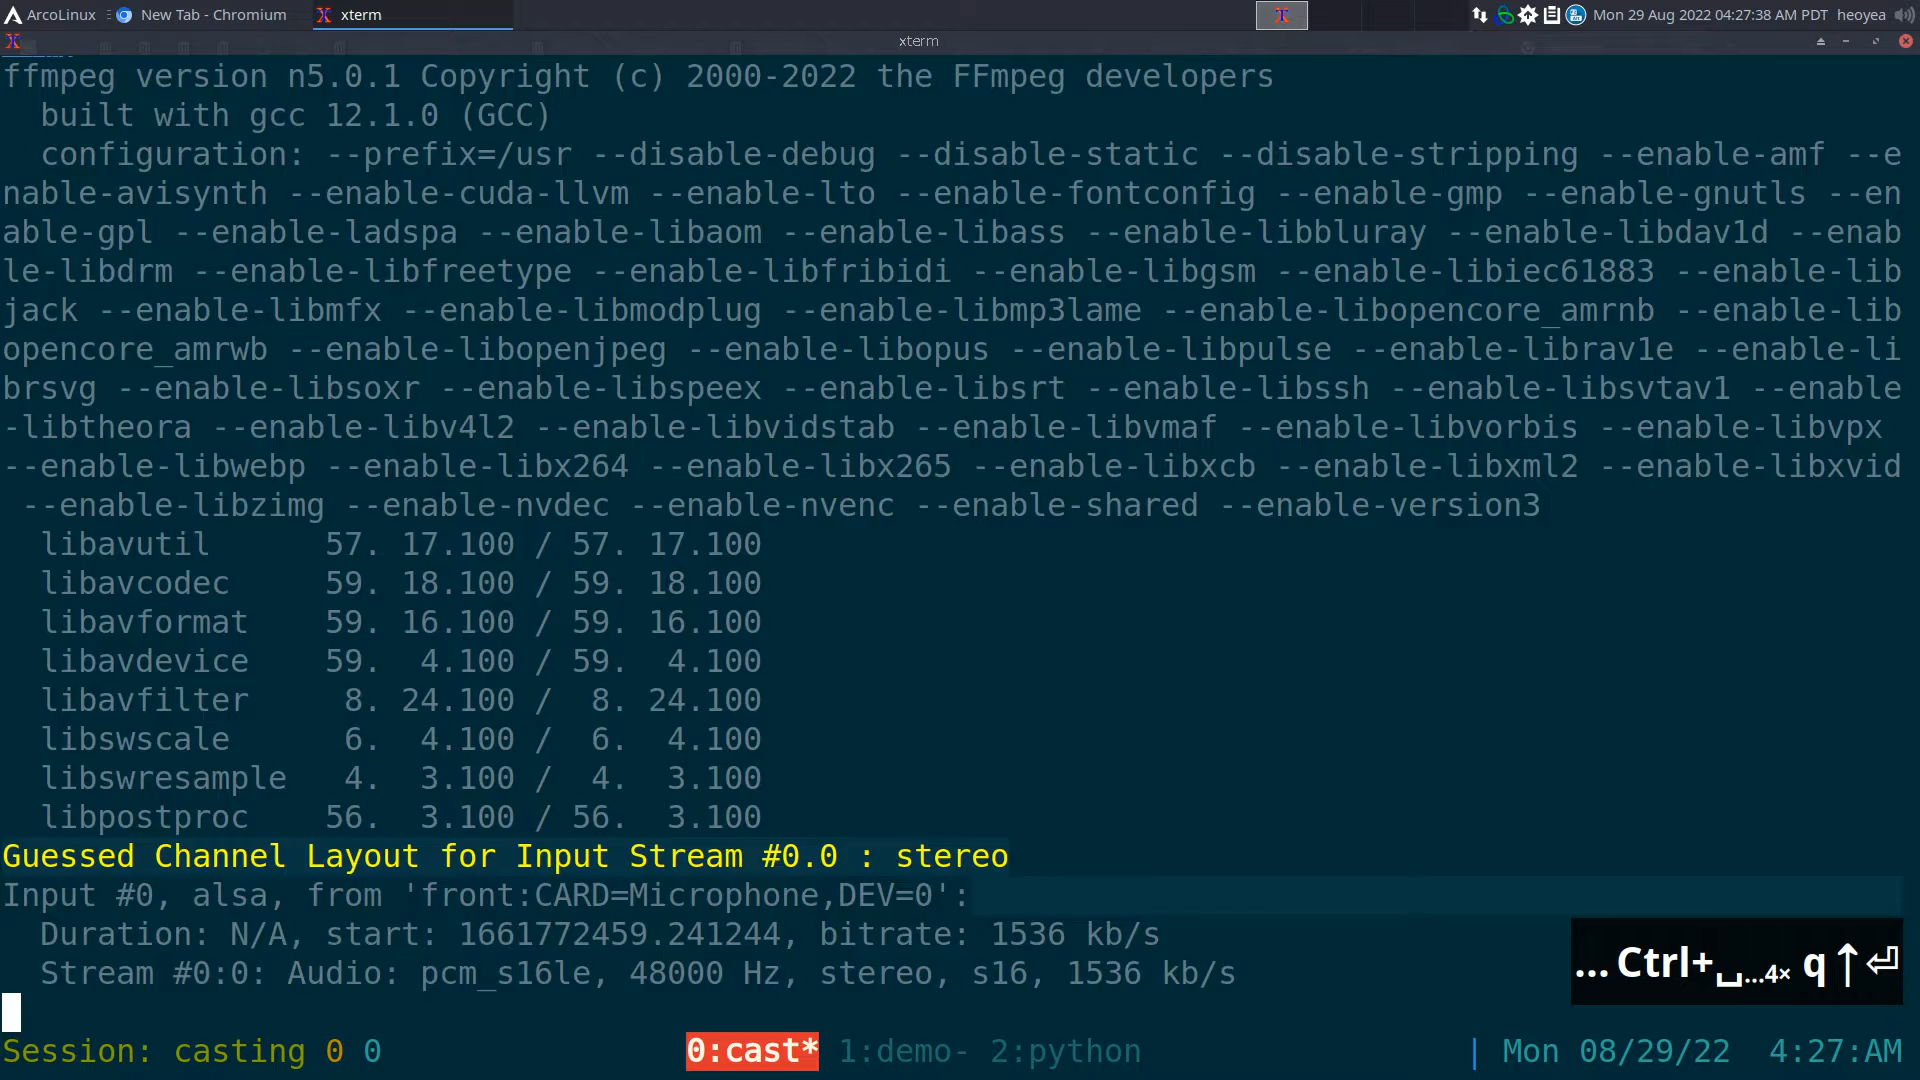 ArcoLinux New Tab - Chromium xterm Mon 29 Aug 2022 04:27:38 AM PDT heoyea
xterm
ffmpeg version n5.0.1 Copyright (c) 2000-2022 the FFmpeg developers
built with gcc 12.1.0 (GCC)
configuration: --prefix=/usr --disable-debug --disable-static --disable-stripping --enable-amf --e
nable-avisynth --enable-cuda-llvm --enable-lto --enable-fontconfig --enable-gmp --enable-gnutls --en
able-gpl --enable-ladspa --enable-libaom --enable-libass --enable-libbluray --enable-libdav1d --enab
le-libdrm --enable-libfreetype --enable-libfribidi --enable-libgsm --enable-libiec61883 --enable-lib
jack --enable-libmfx --enable-libmodplug --enable-libmp3lame --enable-libopencore_amrnb --enable-lib
opencore_amrwb --enable-libopenjpeg --enable-libopus --enable-libpulse --enable-librav1e --enable-li
brsvg --enable-libsoxr --enable-libspeex --enable-libsrt --enable-libssh --enable-libsvtav1 --enable
-libtheora --enable-libv4l2 --enable-libvidstab --enable-libvmaf --enable-libvorbis --enable-libvpx
--enable-libwebp --enable-libx264 --enable-libx265 --enable-libxcb --enable-libxml2 --enable-libxvid
--enable-libzimg --enable-nvdec --enable-nvenc --enable-shared --enable-version3
libavutil 57. 17.100 / 57. 17.100
libavcodec 59. 18.100 / 59. 18.100
libavformat 59. 16.100 / 59. 16.100
libavdevice 59. 4.100 / 59. 4.100
libavfilter 8. 24.100 / 8. 24.100
libswscale 6. 4.100 / 6. 4.100
libswresample 4. 3.100 / 4. 3.100
libpostproc 56. 3.100 / 56. 3.100
Guessed Channel Layout for Input Stream #0.0 : stereo
Input #0, alsa, from 'front:CARD=Microphone,DEV=0':
Duration: N/A, start: 1661772459.241244, bitrate: 1536 kb/s
Stream #0:0: Audio: pcm_s16le, 48000 Hz, stereo, s16, 1536 kb/s
...Ctrl+␣...4× q↑⏎
Session: casting 0 0 0:cast* 1:demo- 2:python | Mon 08/29/22 4:27:AM